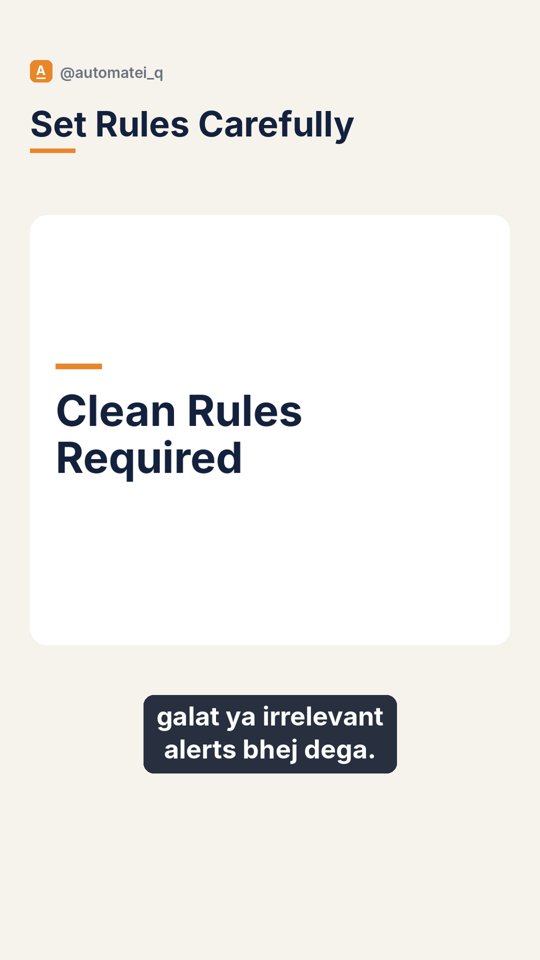 A @automatei_q
Set Rules Carefully
Clean Rules
Required
galat ya irrelevant
alerts bhej dega.